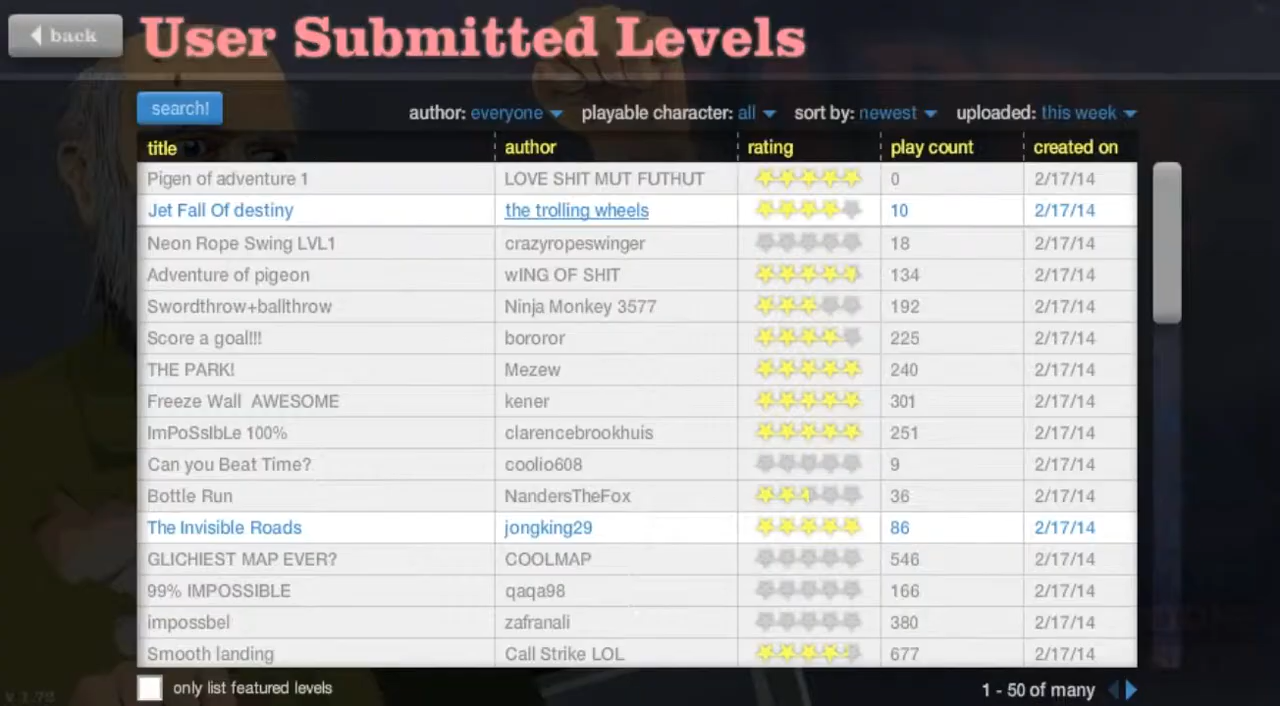 back
User Submitted Levels
search!
author: everyone playable character: all sort by: newest uploaded: this week
title author rating play count created on
Pigen of adventure 1 LOVE SHIT MUT FUTHUT 0 2/17/14
Jet Fall Of destiny the trolling wheels 10 2/17/14
Neon Rope Swing LVL1 crazyropeswinger 18 2/17/14
Adventure of pigeon wING OF SHIT 134 2/17/14
Swordthrow+ballthrow Ninja Monkey 3577 192 2/17/14
Score a goal!!! bororor 225 2/17/14
THE PARK! Mezew 240 2/17/14
Freeze Wall AWESOME kener 301 2/17/14
ImPoSsIbLe 100% clarencebrookhuis 251 2/17/14
Can you Beat Time? coolio608 9 2/17/14
Bottle Run NandersTheFox 36 2/17/14
The Invisible Roads jongking29 86 2/17/14
GLICHIEST MAP EVER? COOLMAP 546 2/17/14
99% IMPOSSIBLE qaqa98 166 2/17/14
impossbel zafranali 380 2/17/14
Smooth landing Call Strike LOL 677 2/17/14
only list featured levels 1 - 50 of many